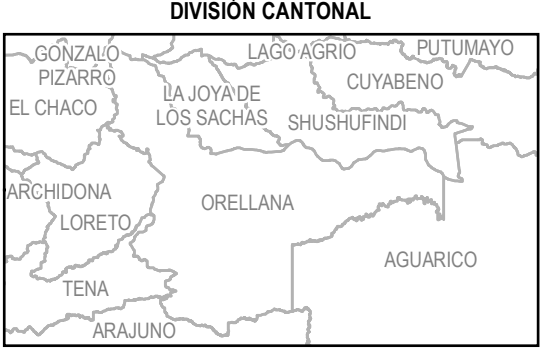 DIVISIÓN CANTONAL
GONZALO
PIZARRO
LAGO AGRIO
PUTUMAYO
CUYABENO
EL CHACO
LA JOYA DE
LOS SACHAS
SHUSHUFINDI
ARCHIDONA
ORELLANA
LORETO
AGUARICO
TENA
ARAJUNO